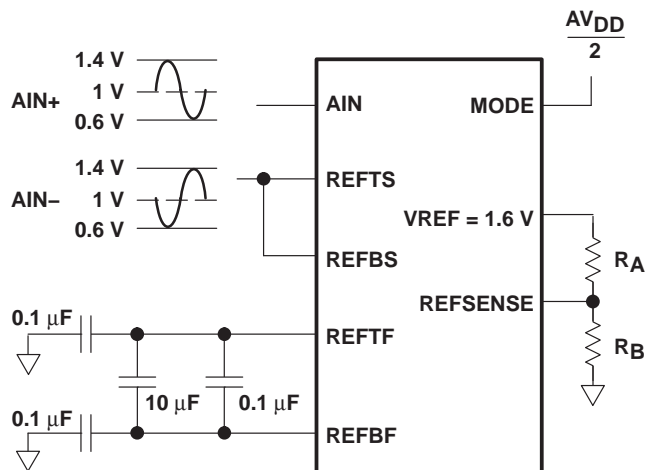 AVDD
2
1.4 V
AIN+ 1 V
0.6 V
AIN MODE
1.4 V
AIN− 1 V
0.6 V
REFTS
VREF = 1.6 V
REFBS
RA
REFSENSE
0.1 μF
REFTF
RB
10 μF 0.1 μF
0.1 μF
REFBF